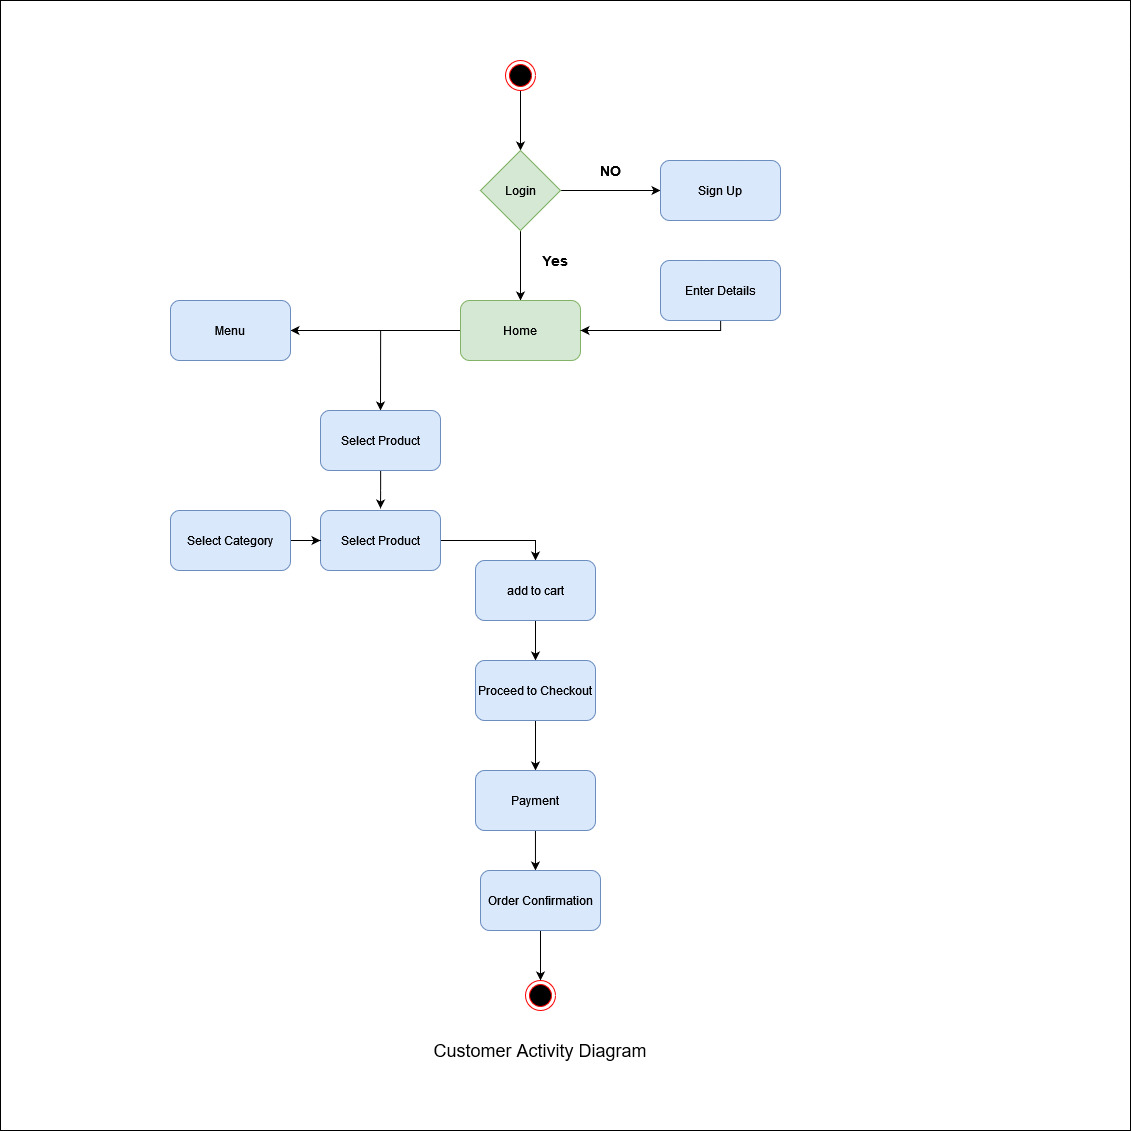 NO
Login
Sign Up
Yes
Enter Details
Menu
Home
Select Product
Select Category
Select Product
add to cart
Proceed to Checkout
Payment
Order Confirmation
Customer Activity Diagram